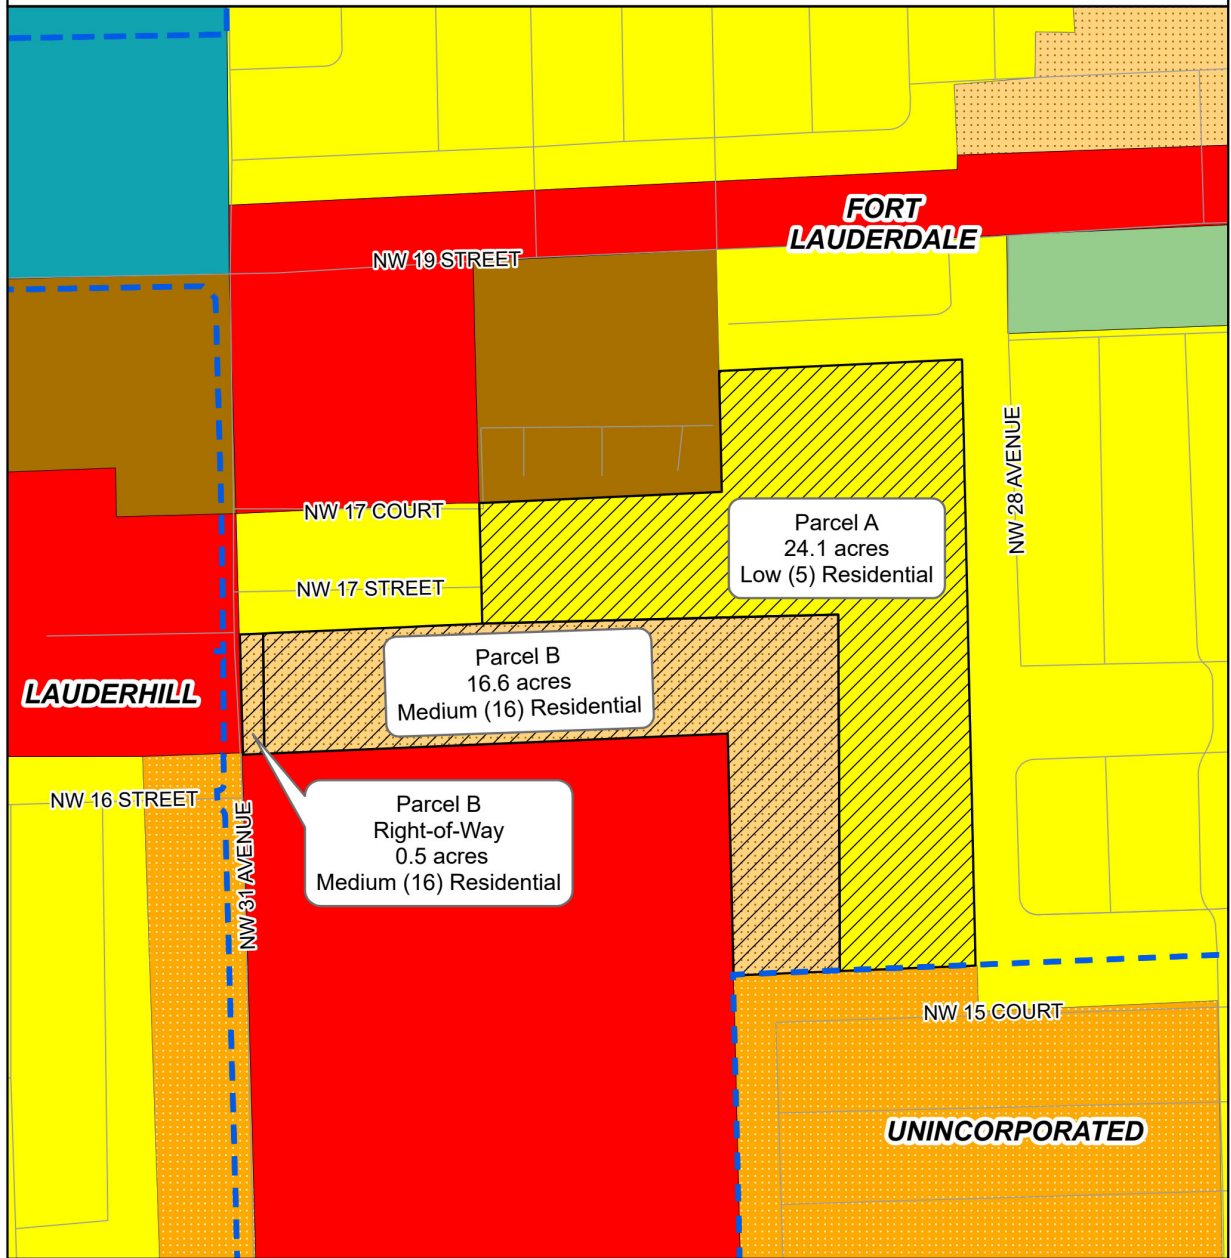 FORT
LAUDERDALE
NW 19 STREET
NW 28 AVENUE
NW 17 COURT
Parcel A
24.1 acres
Low (5) Residential
NW 17 STREET
Parcel B
16.6 acres
Medium (16) Residential
LAUDERHILL
NW 16 STREET
NW 31 AVENUE
Parcel B
Right-of-Way
0.5 acres
Medium (16) Residential
NW 15 COURT
UNINCORPORATED